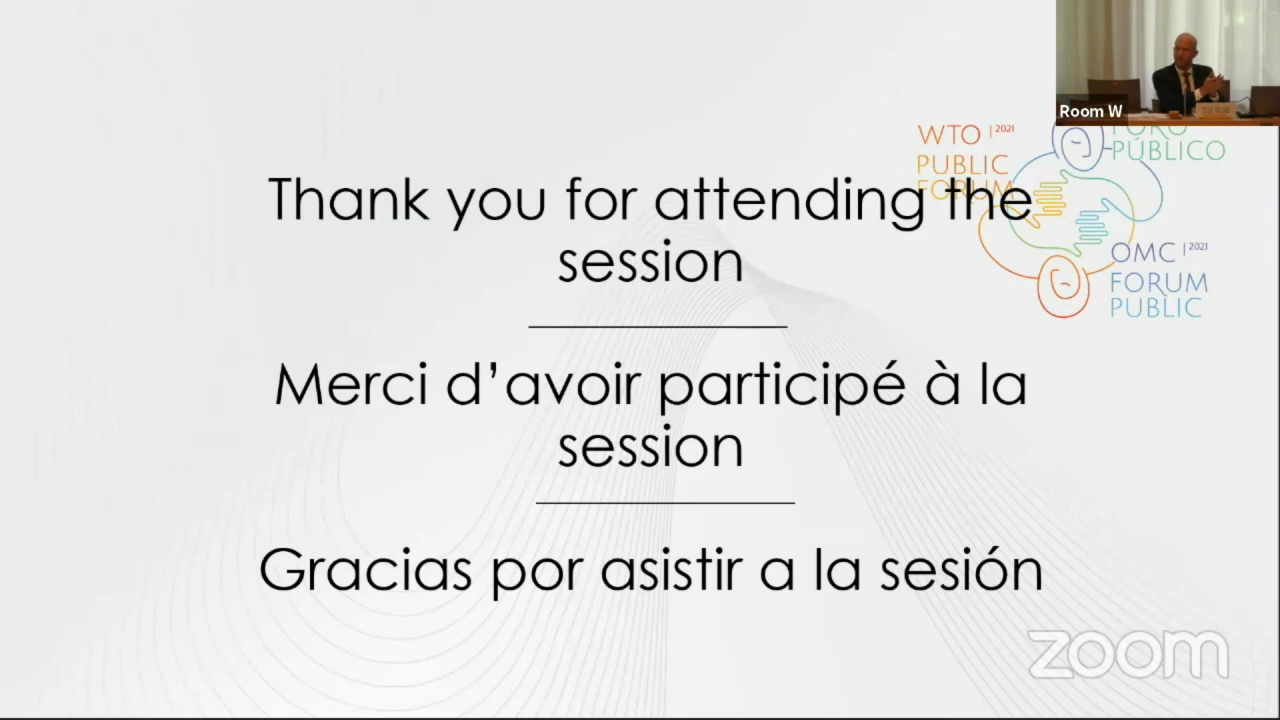 Room W
WTO | 2021
PUBLIC
FORUM
FORO
PÚBLICO
OMC | 2021
FORUM
PUBLIC
Thank you for attending the
session
Merci d’avoir participé à la
session
Gracias por asistir a la sesión
zoom